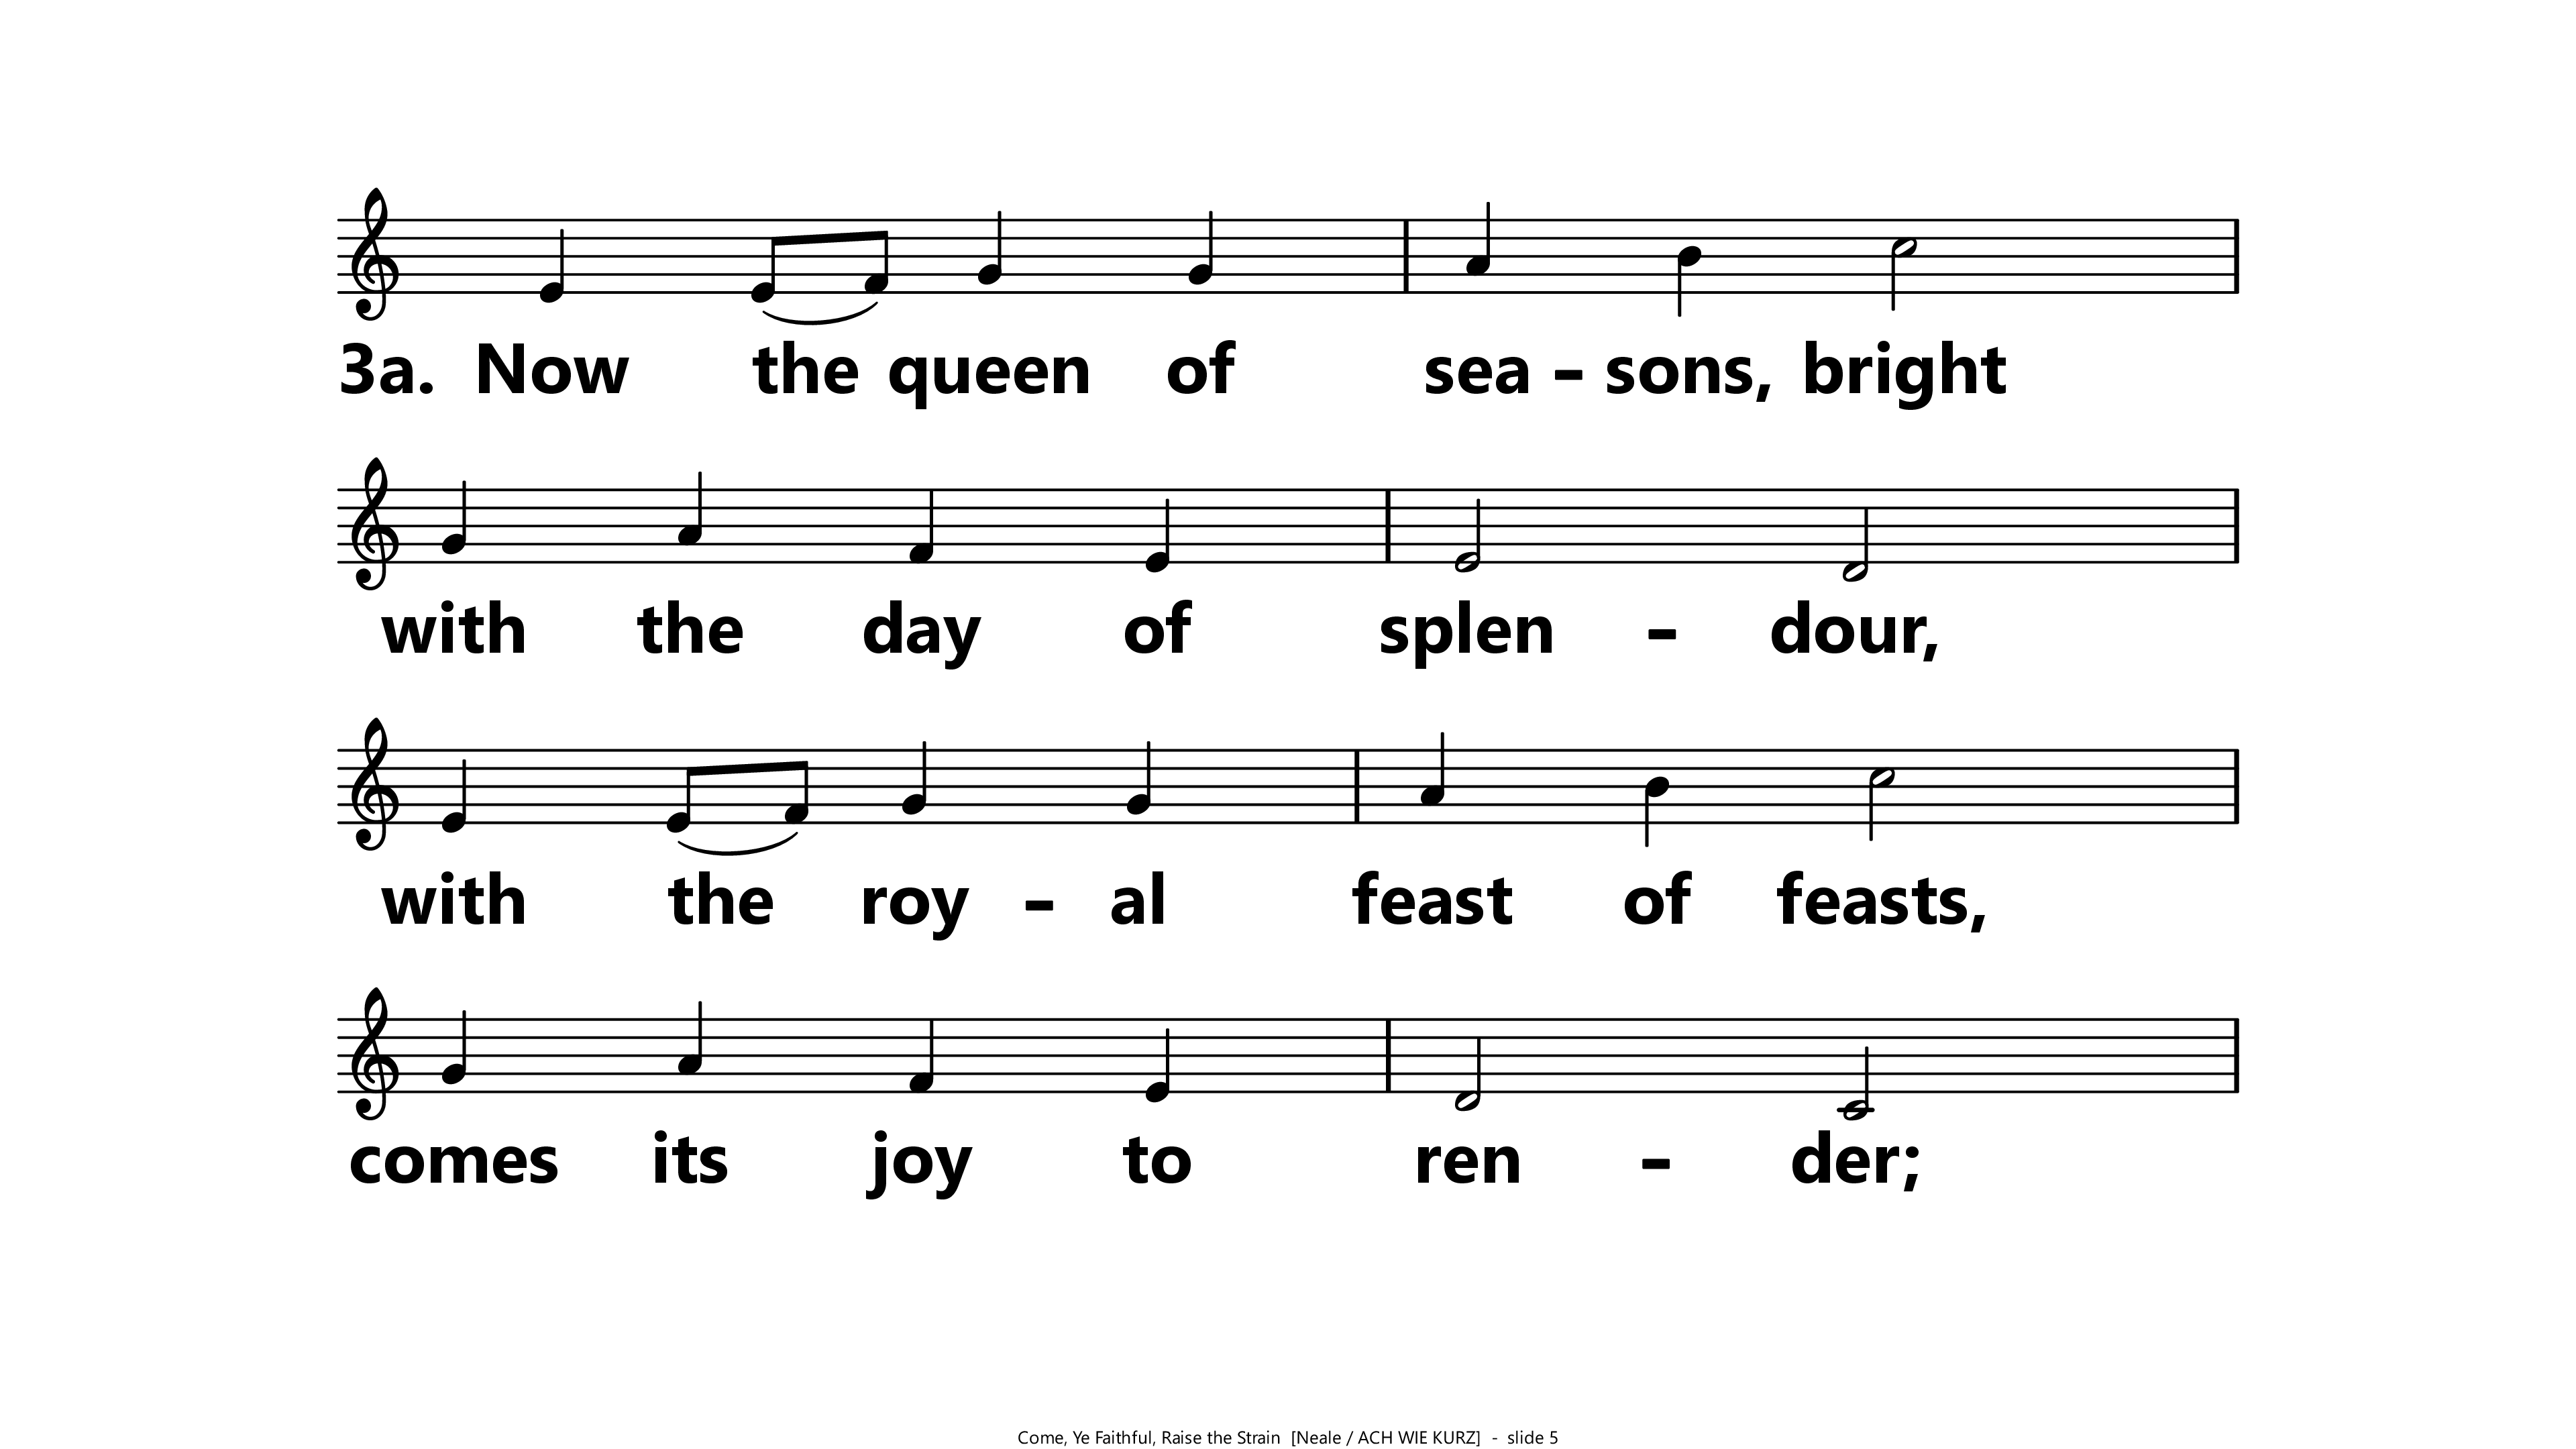 3a. Now the queen of sea - sons, bright
with the day of splen - dour,
with the roy - al feast of feasts,
comes its joy to ren - der;
Come, Ye Faithful, Raise the Strain [Neale / ACH WIE KURZ] - slide 5